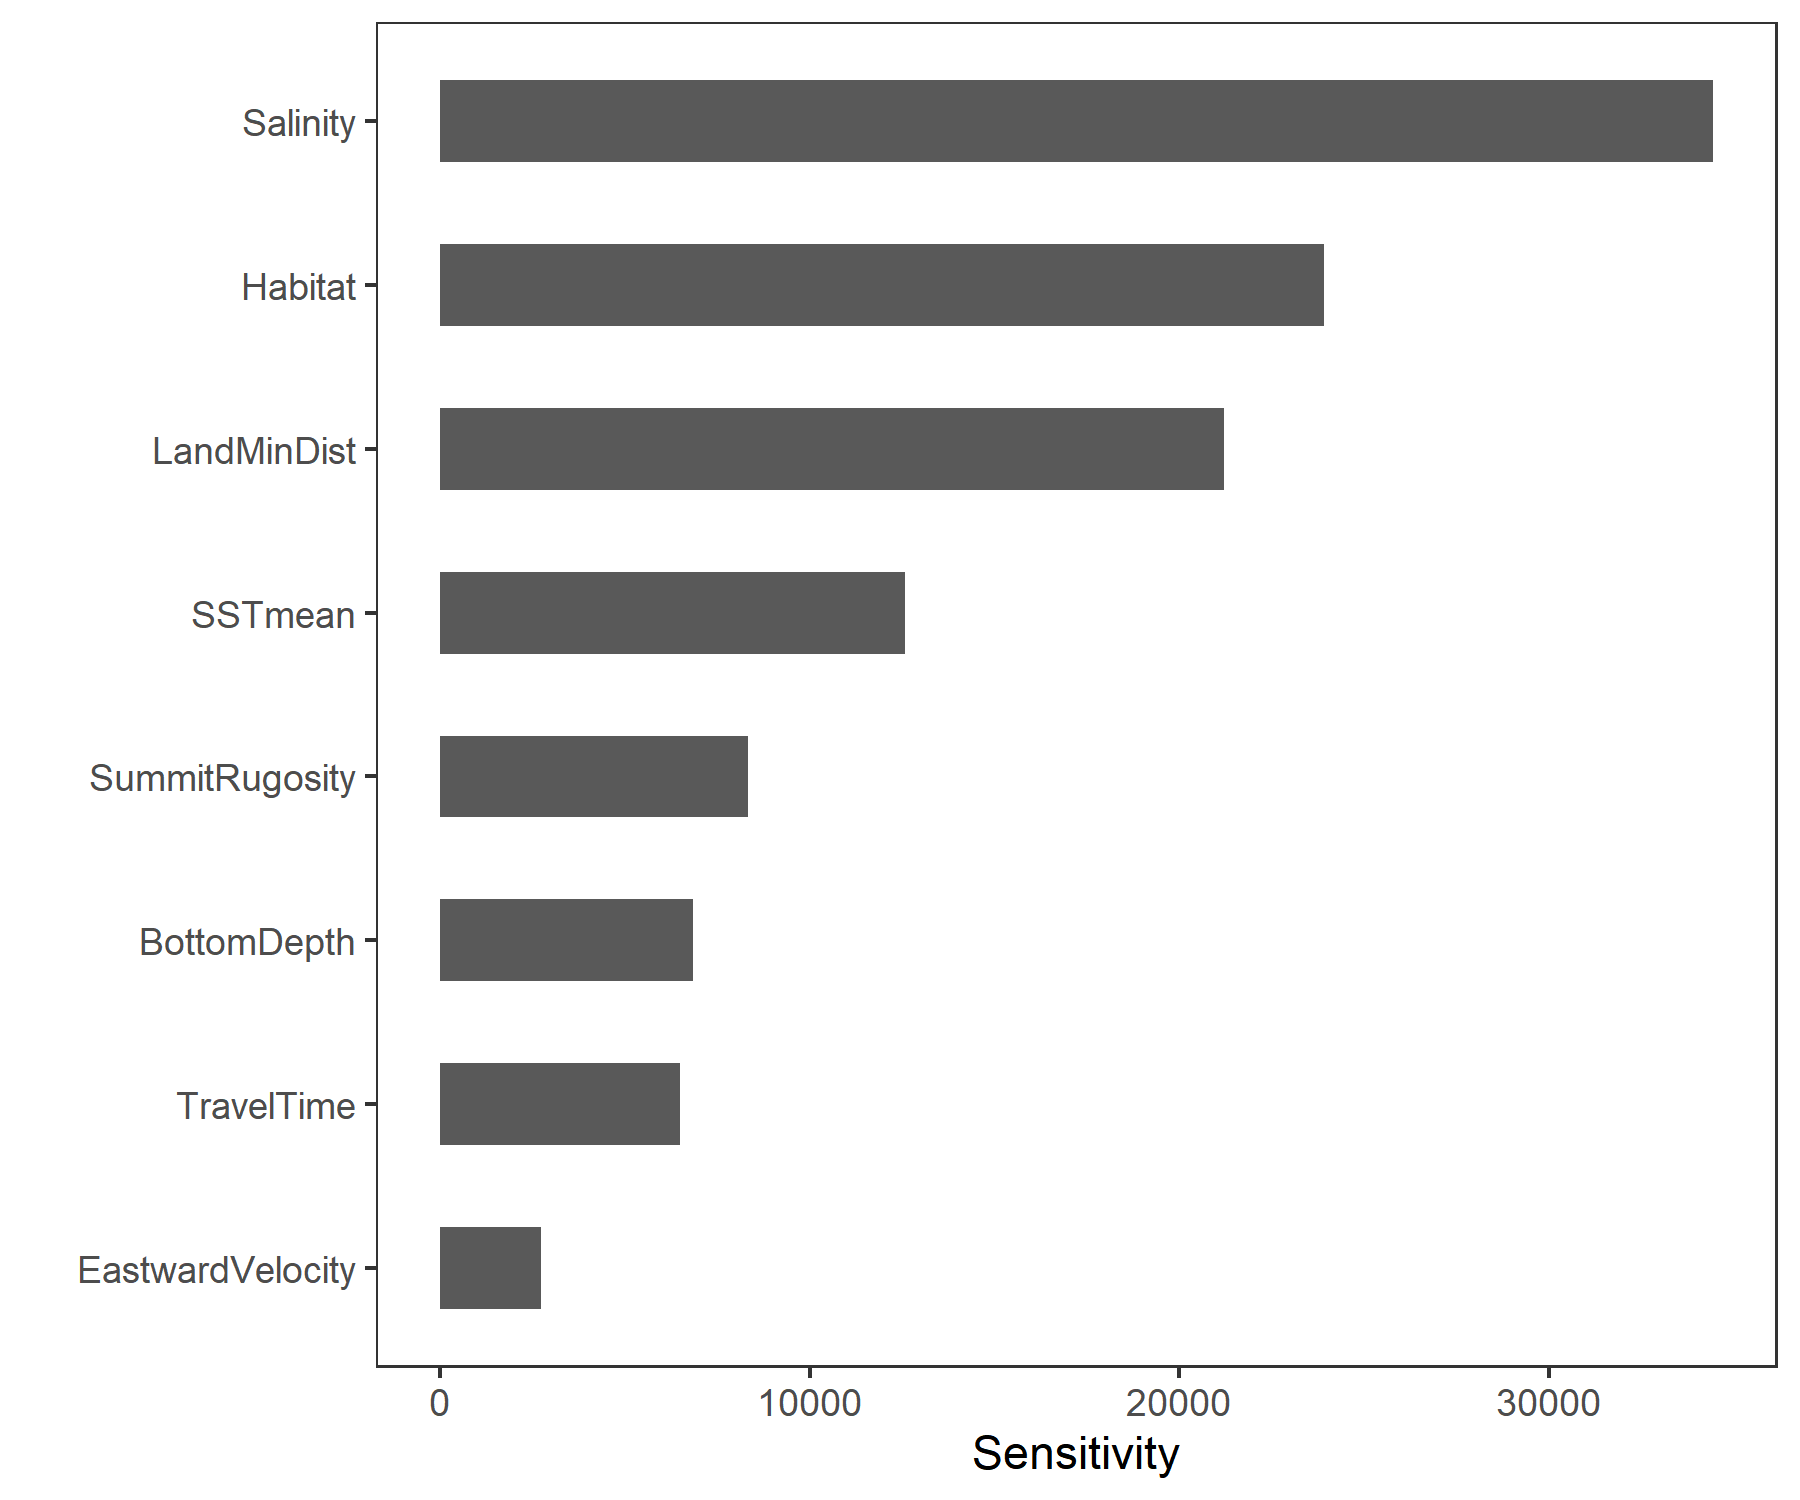 Salinity
Habitat
LandMinDist
SSTmean
SummitRugosity
BottomDepth
TravelTime
EastwardVelocity
0 10000 20000 30000
Sensitivity